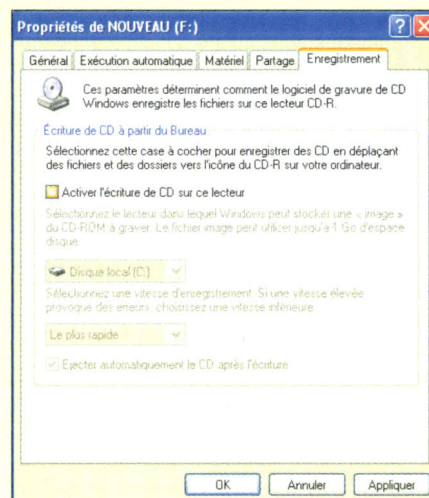 Propriétés de NOUVEAU (F:)
Général Exécution automatique Matériel Partage Enregistrement
Ces paramètres déterminent comment le logiciel de gravure de CD
Windows enregistre les fichiers sur ce lecteur CD-R.
Écriture de CD à partir du Bureau
Sélectionnez cette case à cocher pour enregistrer des CD en déplaçant
des fichiers et des dossiers vers l'icône du CD-R sur votre ordinateur.
Activer l'écriture de CD sur ce lecteur
Sélectionnez le lecteur dans lequel Windows peut stocker une « image »
du CD-ROM à graver. Le fichier image peut utiliser jusqu'à 1 Go d'espace
disque.
Disque local (C:)
Sélectionnez une vitesse d'enregistrement. Si une vitesse élevée
provoque des erreurs, choisissez une vitesse inférieure.
Le plus rapide
Éjecter automatiquement le CD après l'écriture
OK Annuler Appliquer